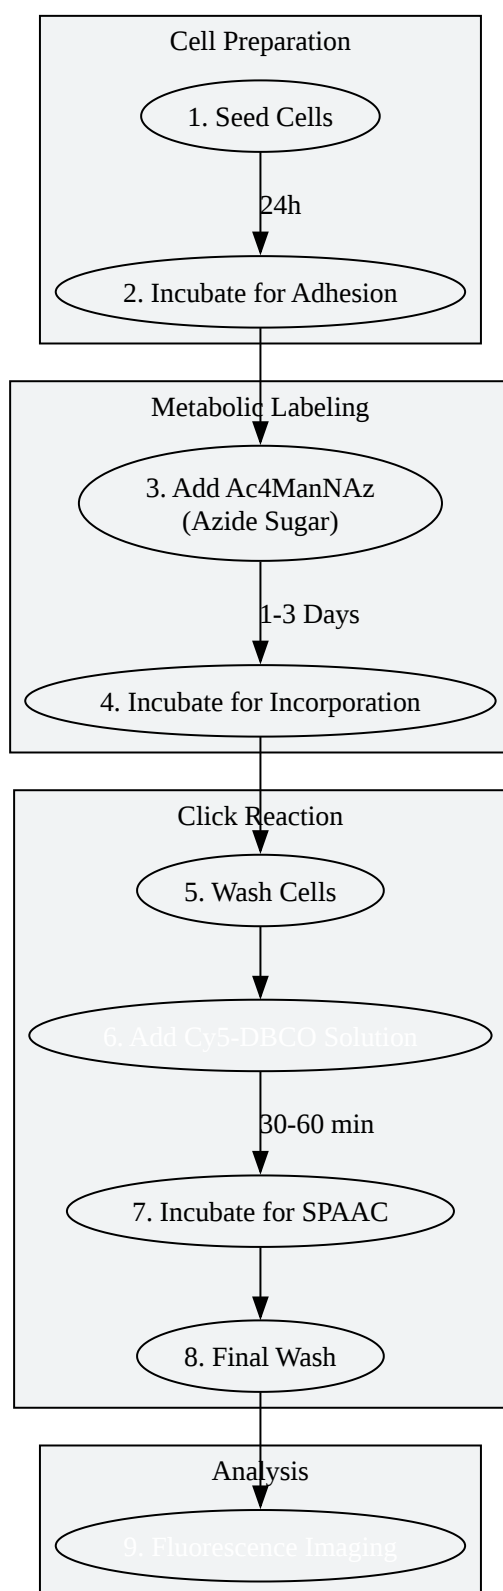 Cell Preparation
1. Seed Cells
24h
2. Incubate for Adhesion
Metabolic Labeling
3. Add Ac4ManNAz
(Azide Sugar)
1-3 Days
4. Incubate for Incorporation
Click Reaction
5. Wash Cells
6. Add Cy5-DBCO Solution
30-60 min
7. Incubate for SPAAC
8. Final Wash
Analysis
9. Fluorescence Imaging